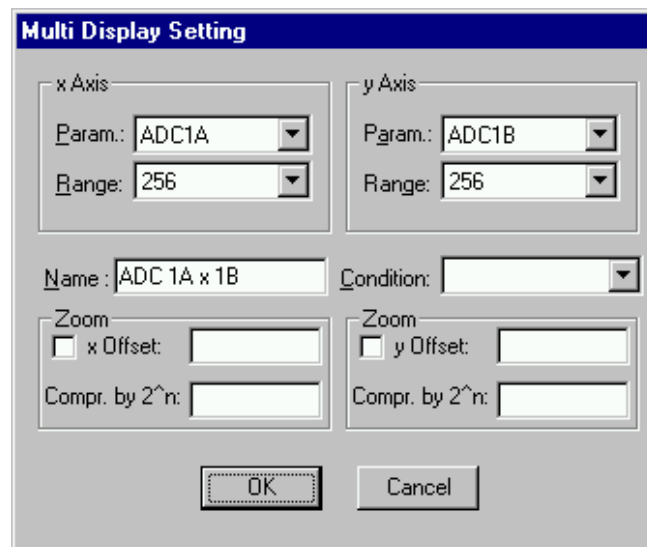 Multi Display Setting
x Axis
Param.: ADC1A
Range: 256
y Axis
Param.: ADC1B
Range: 256
Name : ADC 1A x 1B
Condition:
Zoom
x Offset:
Compr. by 2^n:
Zoom
y Offset:
Compr. by 2^n:
OK
Cancel